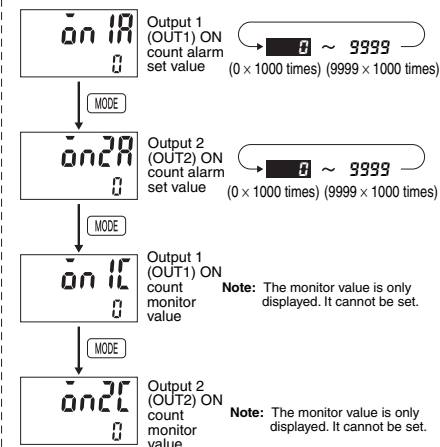 on1A
0
Output 1
(OUT1) ON
count alarm
set value
0 ~ 9999
(0 × 1000 times) (9999 × 1000 times)
MODE
on2A
0
Output 2
(OUT2) ON
count alarm
set value
0 ~ 9999
(0 × 1000 times) (9999 × 1000 times)
MODE
on1C
0
Output 1
(OUT1) ON
count
monitor
value
Note: The monitor value is only
displayed. It cannot be set.
MODE
on2C
0
Output 2
(OUT2) ON
count
monitor
value
Note: The monitor value is only
displayed. It cannot be set.